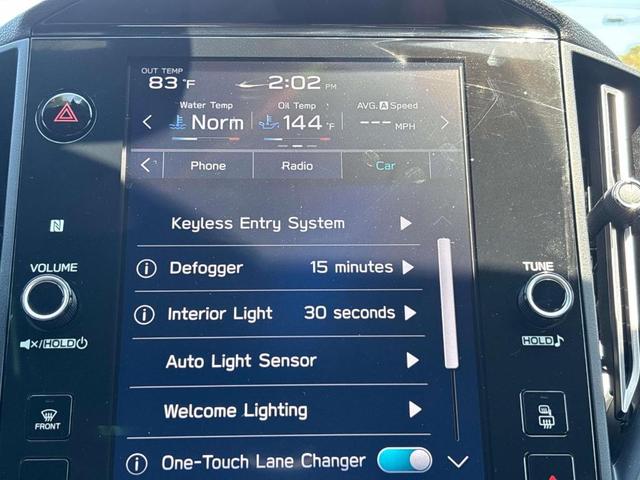 OUT TEMP
83 °F 2:02 PM
Water Temp Oil Temp AVG. A Speed
Norm 144 °F --- MPH
Phone Radio Car
Keyless Entry System
Defogger 15 minutes
Interior Light 30 seconds
Auto Light Sensor
Welcome Lighting
One-Touch Lane Changer
VOLUME
HOLD
FRONT
TUNE
HOLD